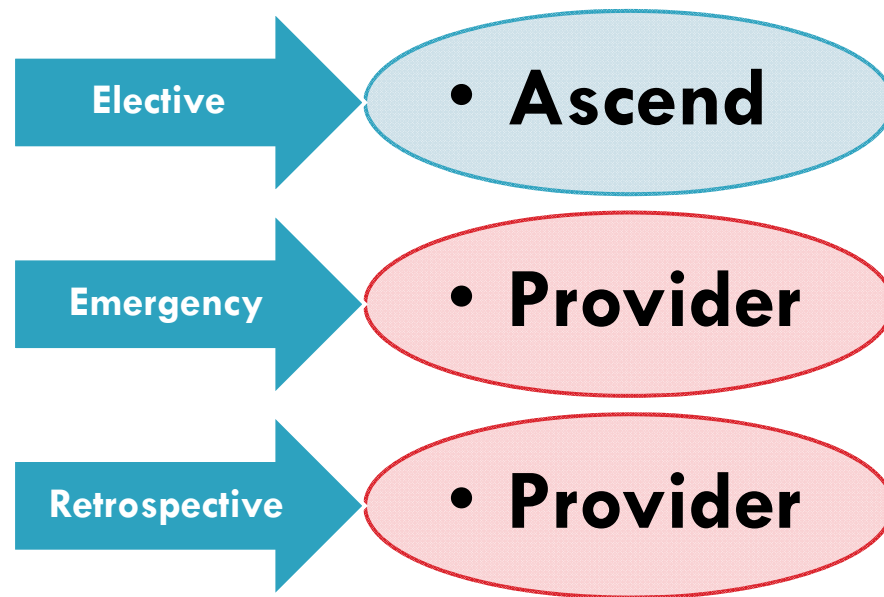 Elective
• Ascend
Emergency
• Provider
Retrospective
• Provider